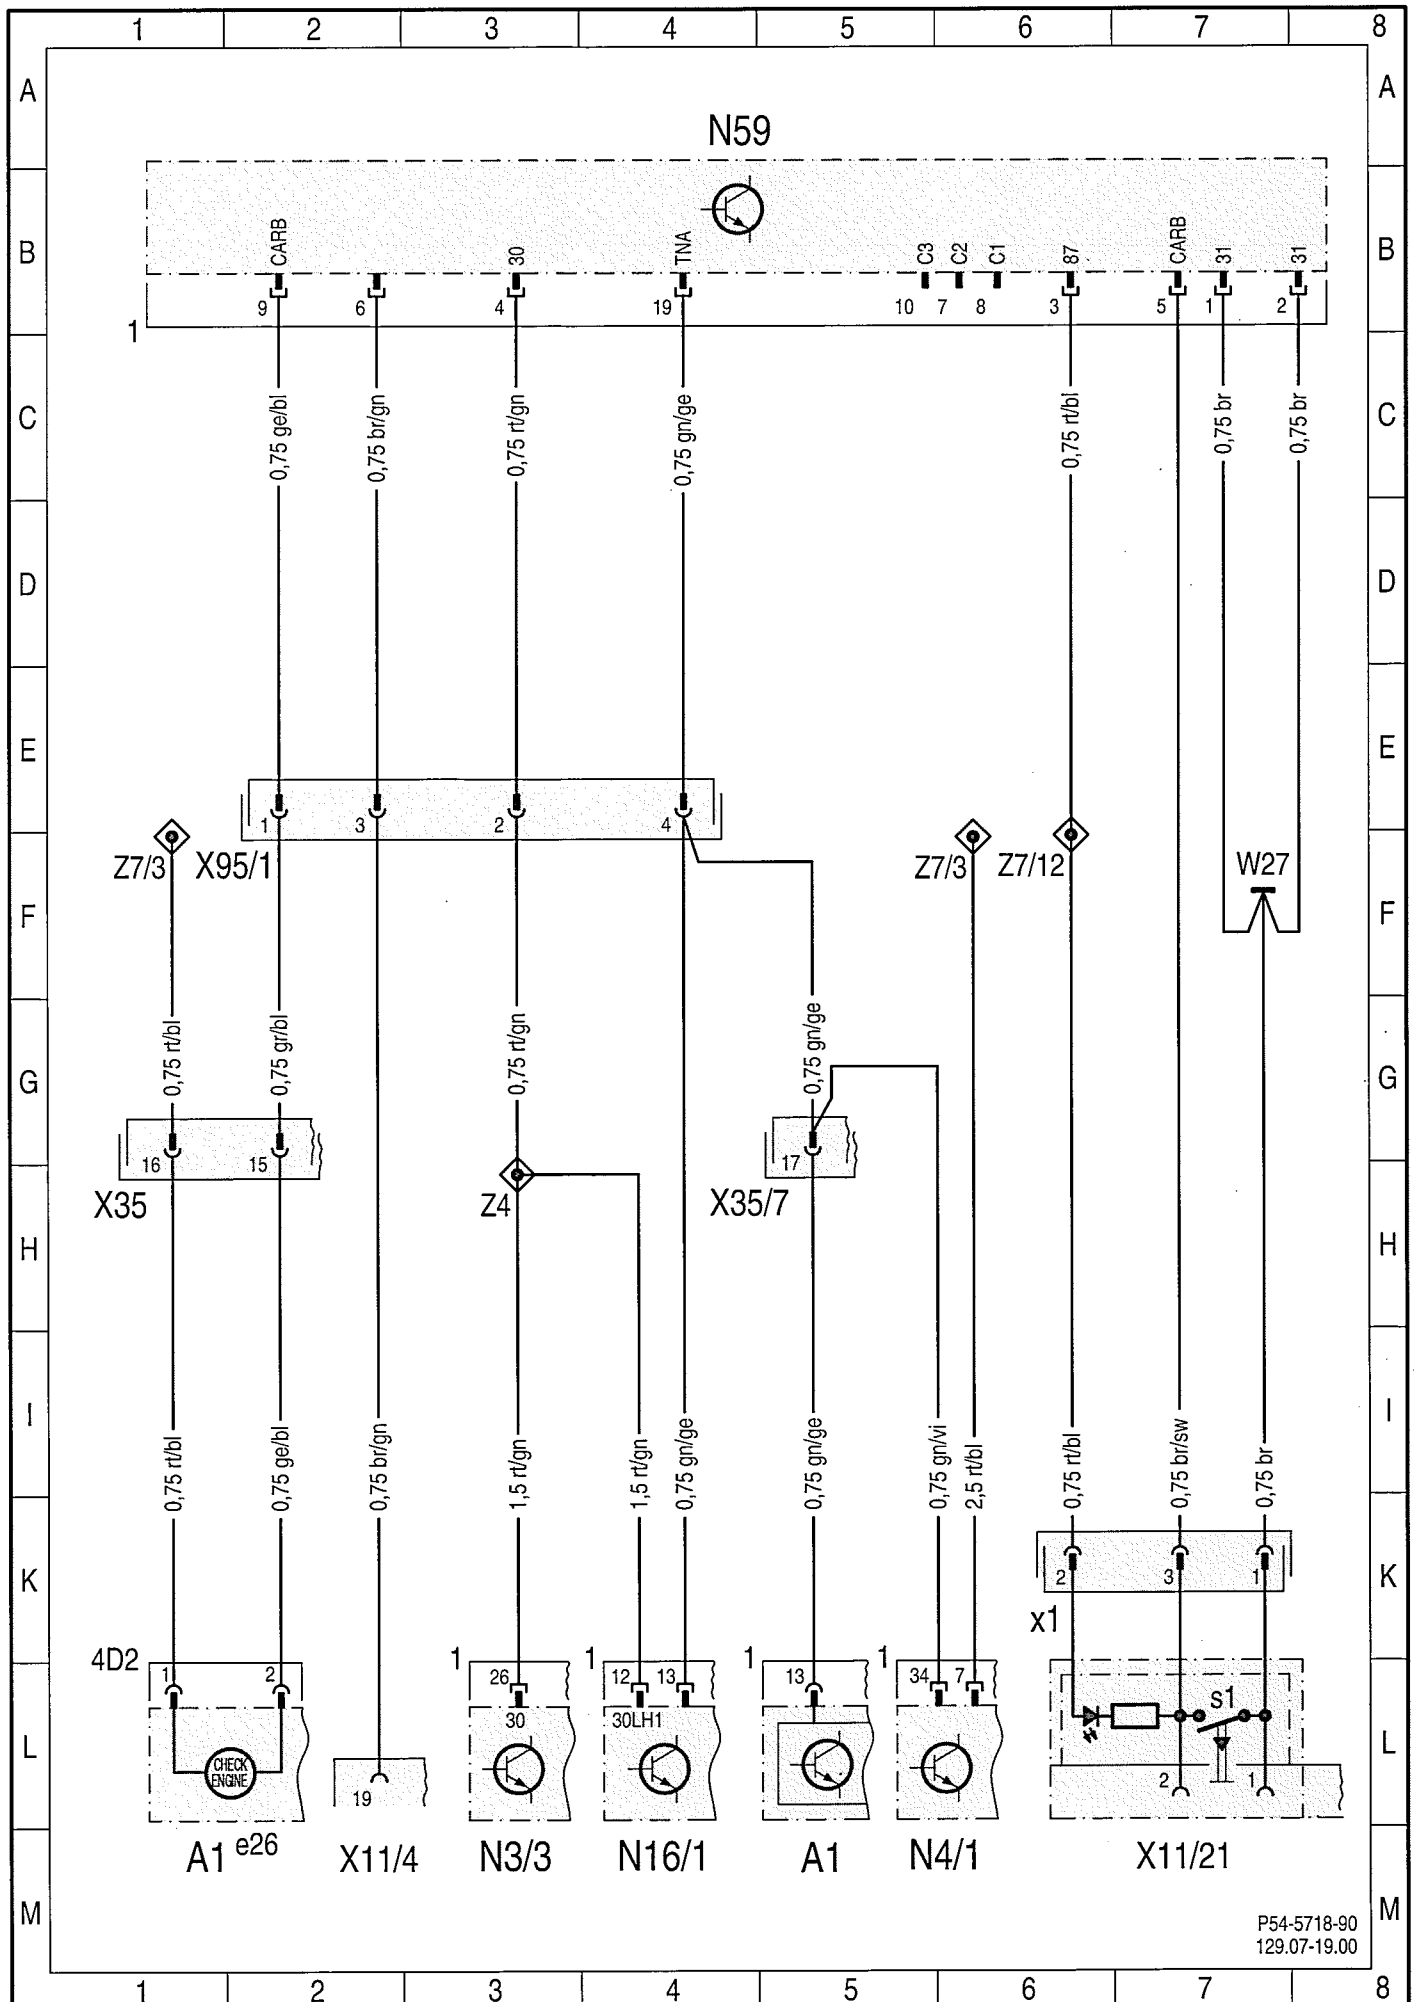 1 2 3 4 5 6 7 8
A A
N59
B B
CARB 30 TNA C3 C2 C1 87 CARB 31 31
9 6 4 19 10 7 8 3 5 1 2
1
C C
0,75 ge/bl 0,75 br/gn 0,75 rt/gn 0,75 gn/ge 0,75 rt/bl 0,75 br 0,75 br
D D
E E
1 3 2 4
Z7/3 X95/1 Z7/3 Z7/12 W27
F F
0,75 rt/bl 0,75 gr/bl 0,75 rt/gn 0,75 gn/ge
G G
16 15 17
X35 Z4 X35/7
H H
I I
0,75 rt/bl 0,75 ge/bl 0,75 br/gn 1,5 rt/gn 1,5 rt/gn 0,75 gn/ge 0,75 gn/ge 0,75 gn/vi 2,5 rt/bl 0,75 rt/bl 0,75 br/sw 0,75 br
K K
2 3 1
x1
4D2 1 1 1 1
1 2 26 12 13 13 34 7
30 30LH1 s1
L L
CHECK
ENGINE
19 2 1
A1 e26 X11/4 N3/3 N16/1 A1 N4/1 X11/21
M M
P54-5718-90
129.07-19.00
1 2 3 4 5 6 7 8